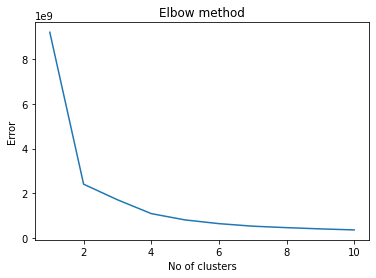 Elbow method
1e9
8
6
4
2
0
Error
2 4 6 8 10
No of clusters